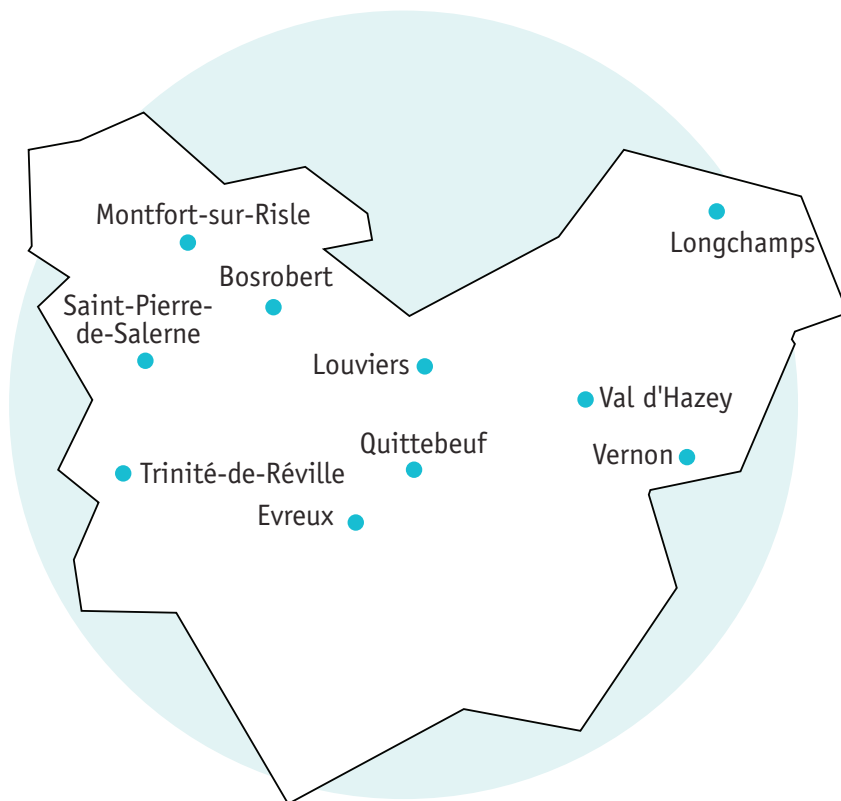 Montfort-sur-Risle
Longchamps
Bosrobert
Saint-Pierre-
de-Salerne
Louviers
Val d'Hazey
Quittebeuf
Vernon
Trinité-de-Réville
Evreux